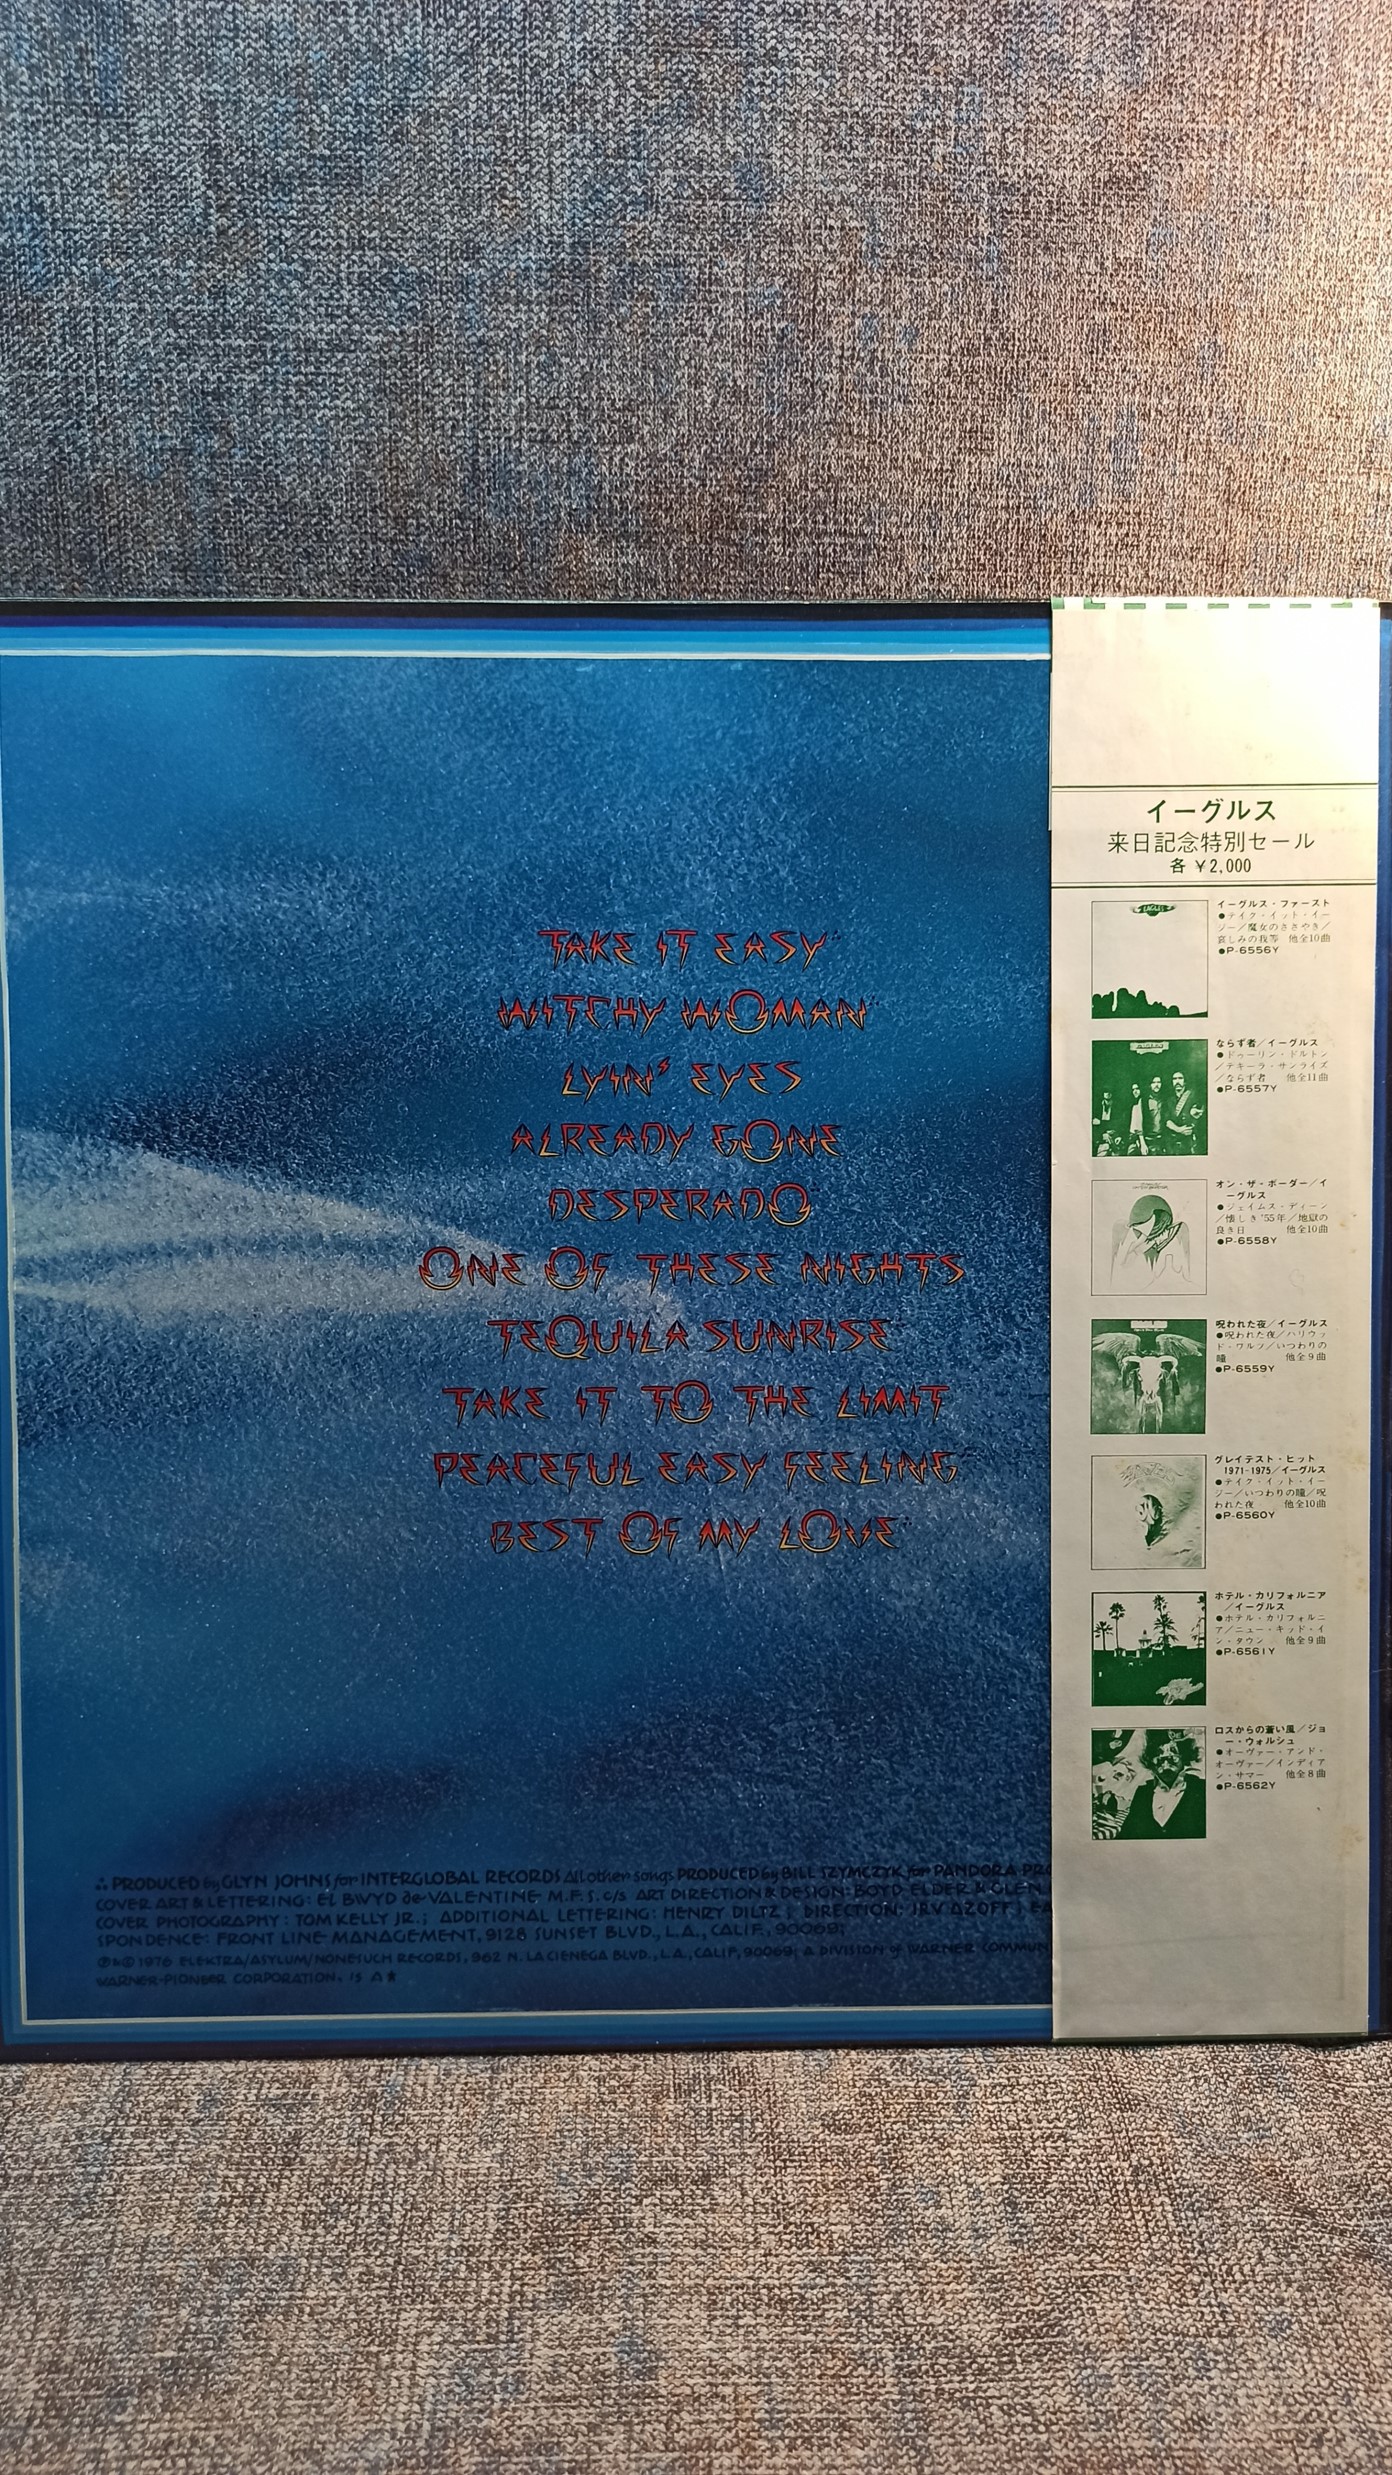 TAKE IT EASY∴
WITCHY WOMAN∴
LYIN' EYES
ALREADY GONE
DESPERADO∴
ONE OF THESE NIGHTS
TEQUILA SUNRISE∴
TAKE IT TO THE LIMIT
PEACEFUL EASY FEELING∴
BEST OF MY LOVE∴
∴ PRODUCED by GLYN JOHNS for INTERGLOBAL RECORDS All other songs PRODUCED by BILL SZYMCZYK for PANDORA PRO
COVER ART & LETTERING: EL BWYD de VALENTINE M.F.S. c/s ART DIRECTION & DESIGN: BOYD ELDER & GLEN
COVER PHOTOGRAPHY: TOM KELLY JR.; ADDITIONAL LETTERING: HENRY DILTZ; DIRECTION: IRV AZOFF; EA
SPONDENCE: FRONT LINE MANAGEMENT, 9128 SUNSET BLVD., L.A., CALIF., 90069;
Ⓟ&© 1976 ELEKTRA/ASYLUM/NONESUCH RECORDS, 962 N. LA CIENEGA BLVD., L.A., CALIF, 90069; A DIVISION OF WARNER COMMUN
WARNER-PIONEER CORPORATION.
イーグルス
来日記念特別セール
各 ¥2,000
EAGLES
イーグルス・ファースト
●テイク・イット・イー
ジー/魔女のささやき/
哀しみの我等 他全10曲
●P-6556Y
ならず者/イーグルス
●ドゥーリン・ドルトン
/テキーラ・サンライズ
/ならず者 他全11曲
●P-6557Y
オン・ザ・ボーダー/イ
ーグルス
●ジェイムス・ディーン
/懐しき'55年/地獄の
良き日 他全10曲
●P-6558Y
呪われた夜/イーグルス
●呪われた夜/ハリウッ
ド・ワルツ/いつわりの
瞳 他全9曲
●P-6559Y
グレイテスト・ヒット
1971-1975/イーグルス
●テイク・イット・イー
ジー/いつわりの瞳/呪
われた夜 他全10曲
●P-6560Y
ホテル・カリフォルニア
/イーグルス
●ホテル・カリフォルニ
ア/ニュー・キッド・イ
ン・タウン 他全9曲
●P-6561Y
ロスからの蒼い風/ジョ
ー・ウォルシュ
●オーヴァー・アンド・
オーヴァー/インディア
ン・サマー 他全8曲
●P-6562Y